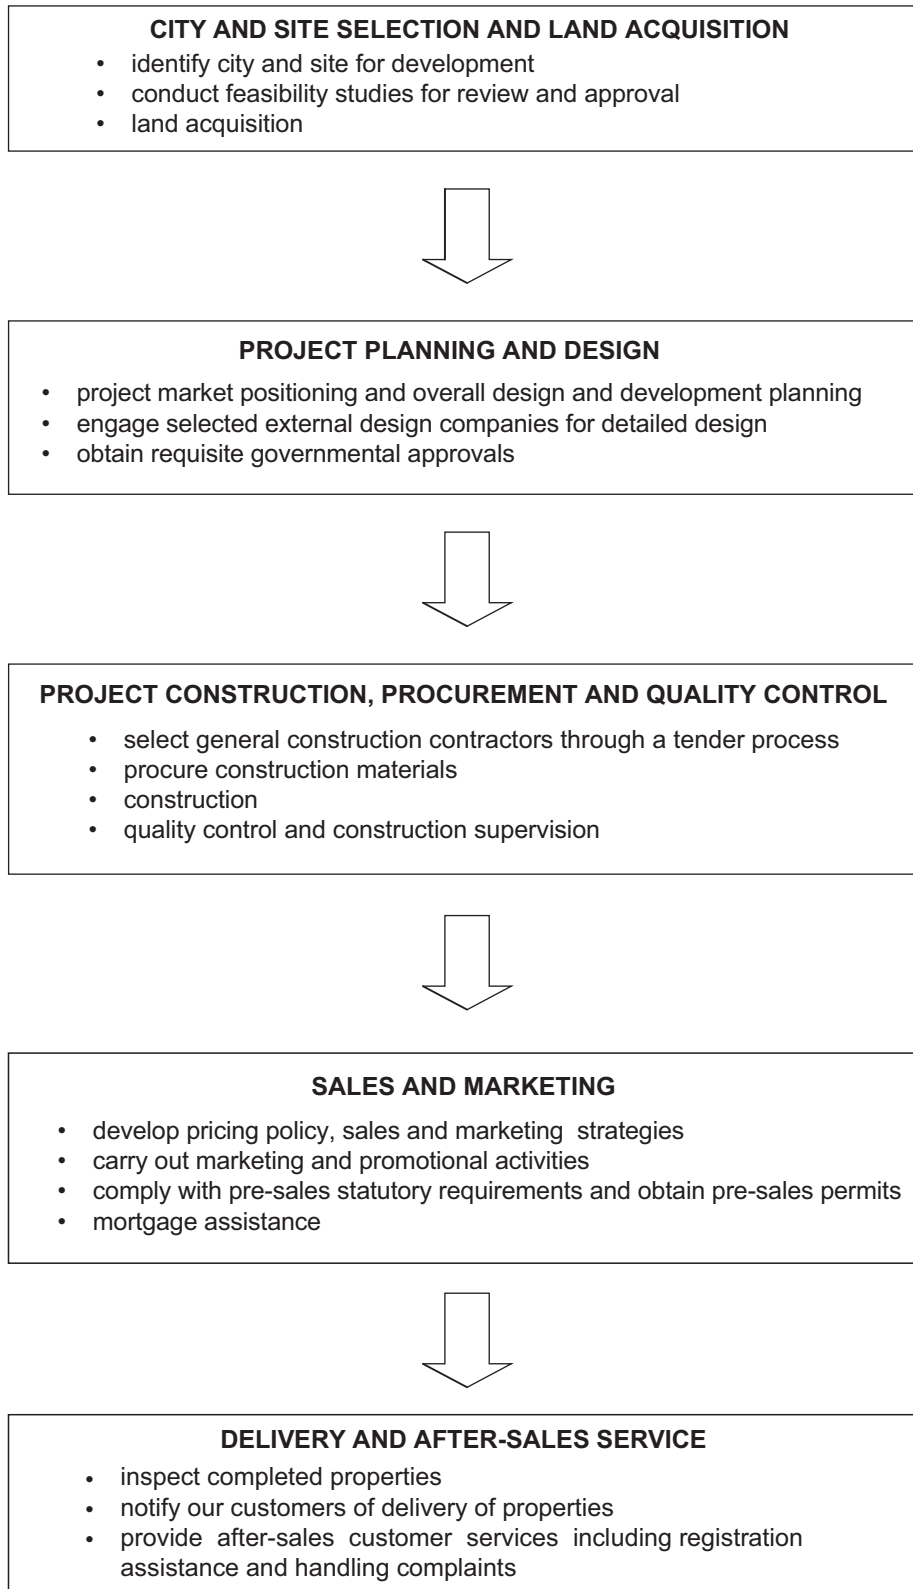 CITY AND SITE SELECTION AND LAND ACQUISITION
• identify city and site for development
• conduct feasibility studies for review and approval
• land acquisition
PROJECT PLANNING AND DESIGN
• project market positioning and overall design and development planning
• engage selected external design companies for detailed design
• obtain requisite governmental approvals
PROJECT CONSTRUCTION, PROCUREMENT AND QUALITY CONTROL
• select general construction contractors through a tender process
• procure construction materials
• construction
• quality control and construction supervision
SALES AND MARKETING
• develop pricing policy, sales and marketing strategies
• carry out marketing and promotional activities
• comply with pre-sales statutory requirements and obtain pre-sales permits
• mortgage assistance
DELIVERY AND AFTER-SALES SERVICE
• inspect completed properties
• notify our customers of delivery of properties
• provide after-sales customer services including registration
assistance and handling complaints